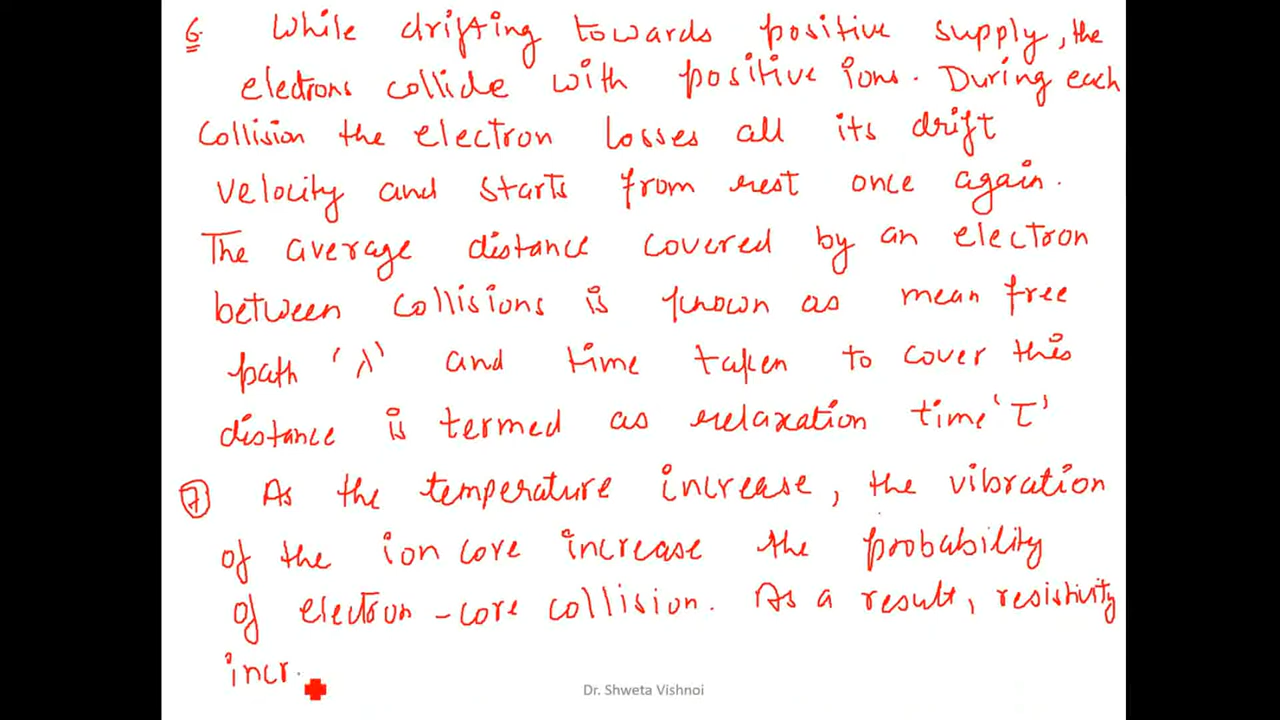 6. While drifting towards positive supply, the
electrons collide with positive ions. During each
collision the electron losses all its drift
velocity and starts from rest once again.
The average distance covered by an electron
between collisions is known as mean free
path 'λ' and time taken to cover this
distance is termed as relaxation time 'τ'
7 As the temperature increase, the vibration
of the ion core increase the probability
of electron - core collision. As a result, resistivity
incr.
Dr. Shweta Vishnoi